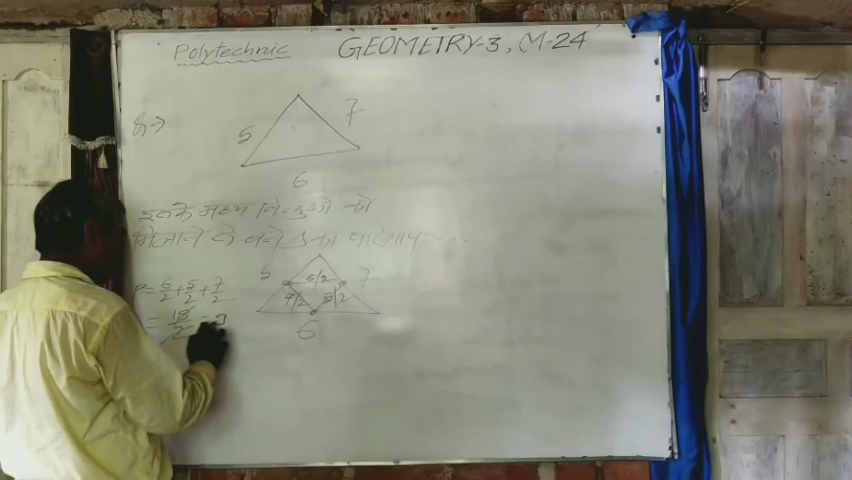 Polytechnic GEOMETRY-3, M-24
Q->
5 7
6
इसके मध्य बिन्दुओं को
मिलाने से बने Δ का परिमाप = ---
5 7
6/2
7/2 5/2
6
P = 6/2 + 5/2 + 7/2
= 18/2 = 9